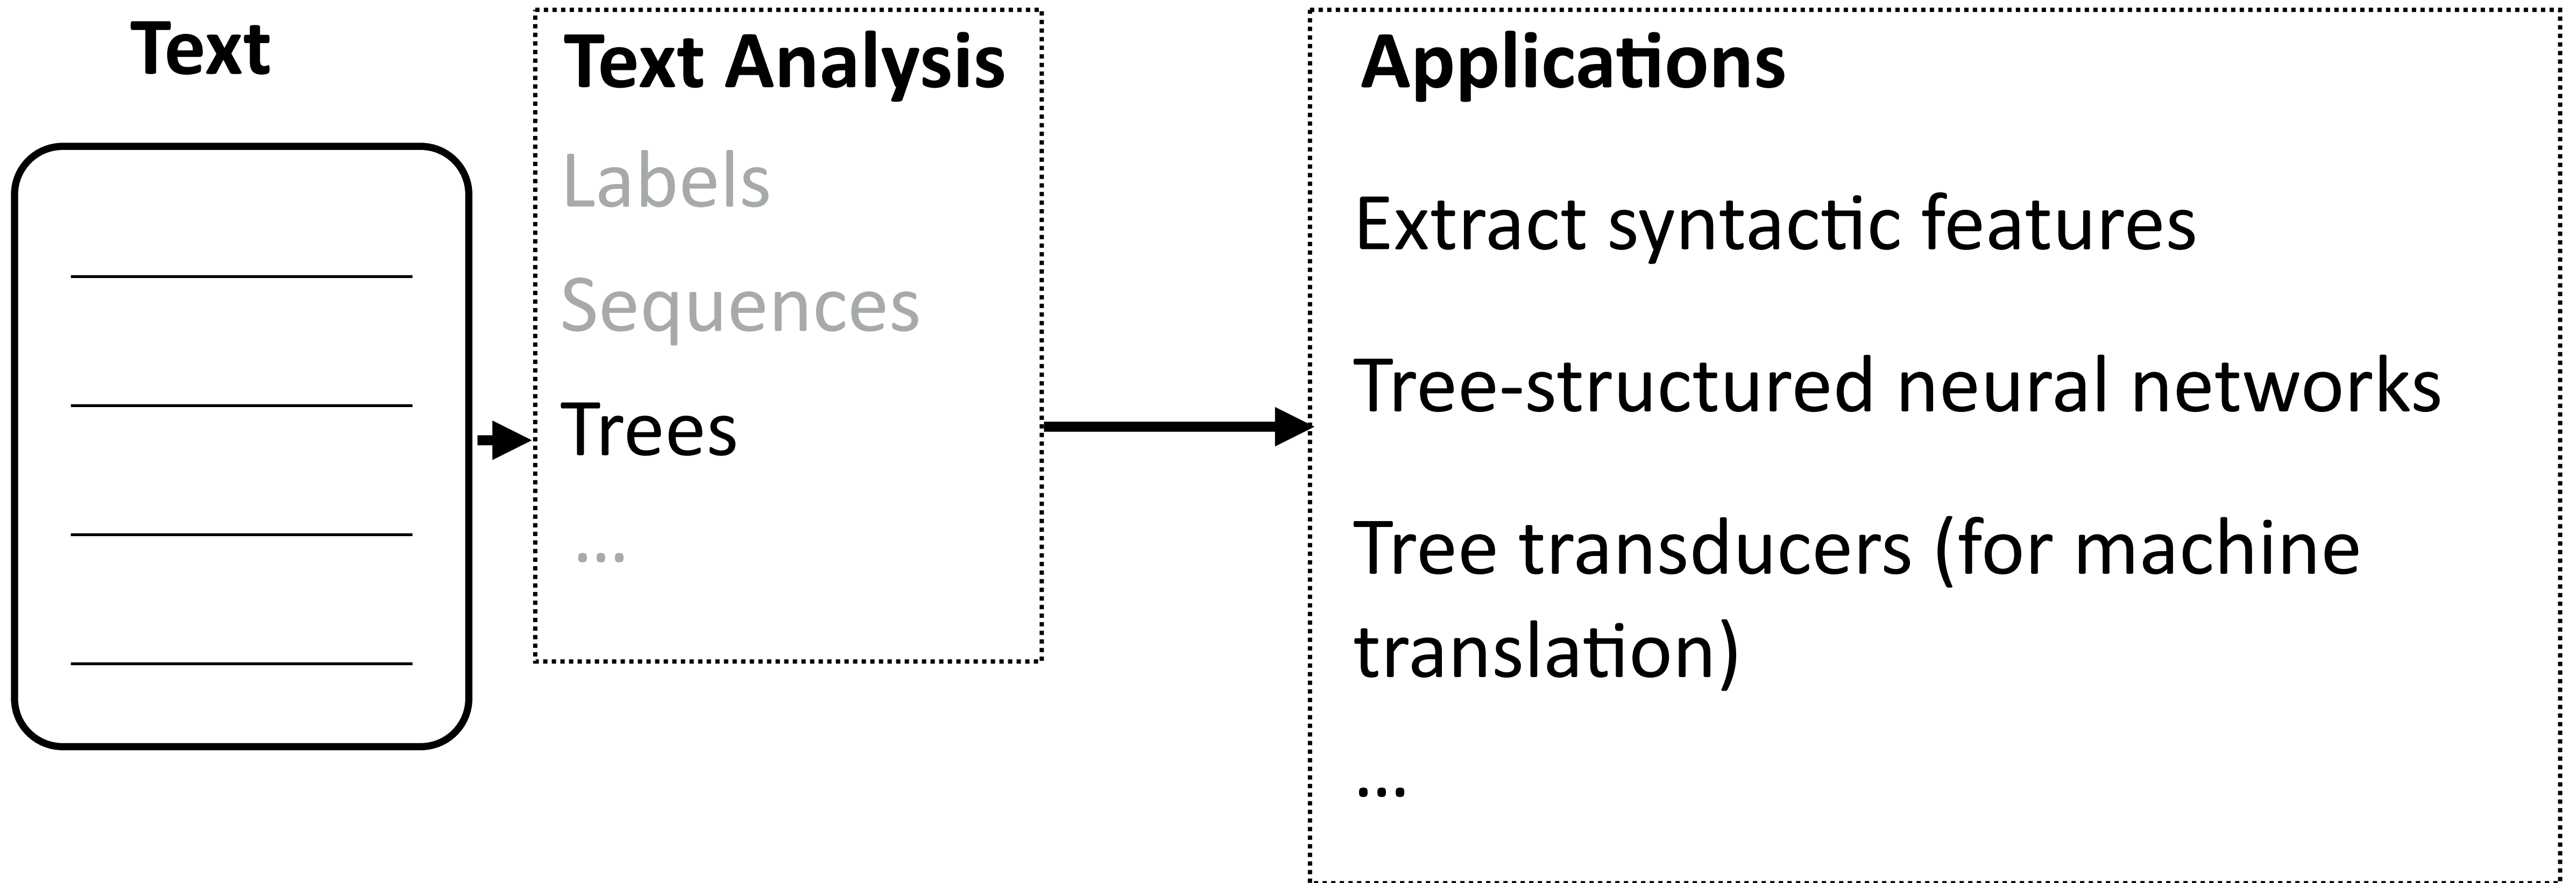 Text
Text Analysis
Labels
Sequences
Trees
...
Applications
Extract syntactic features
Tree-structured neural networks
Tree transducers (for machine
translation)
...